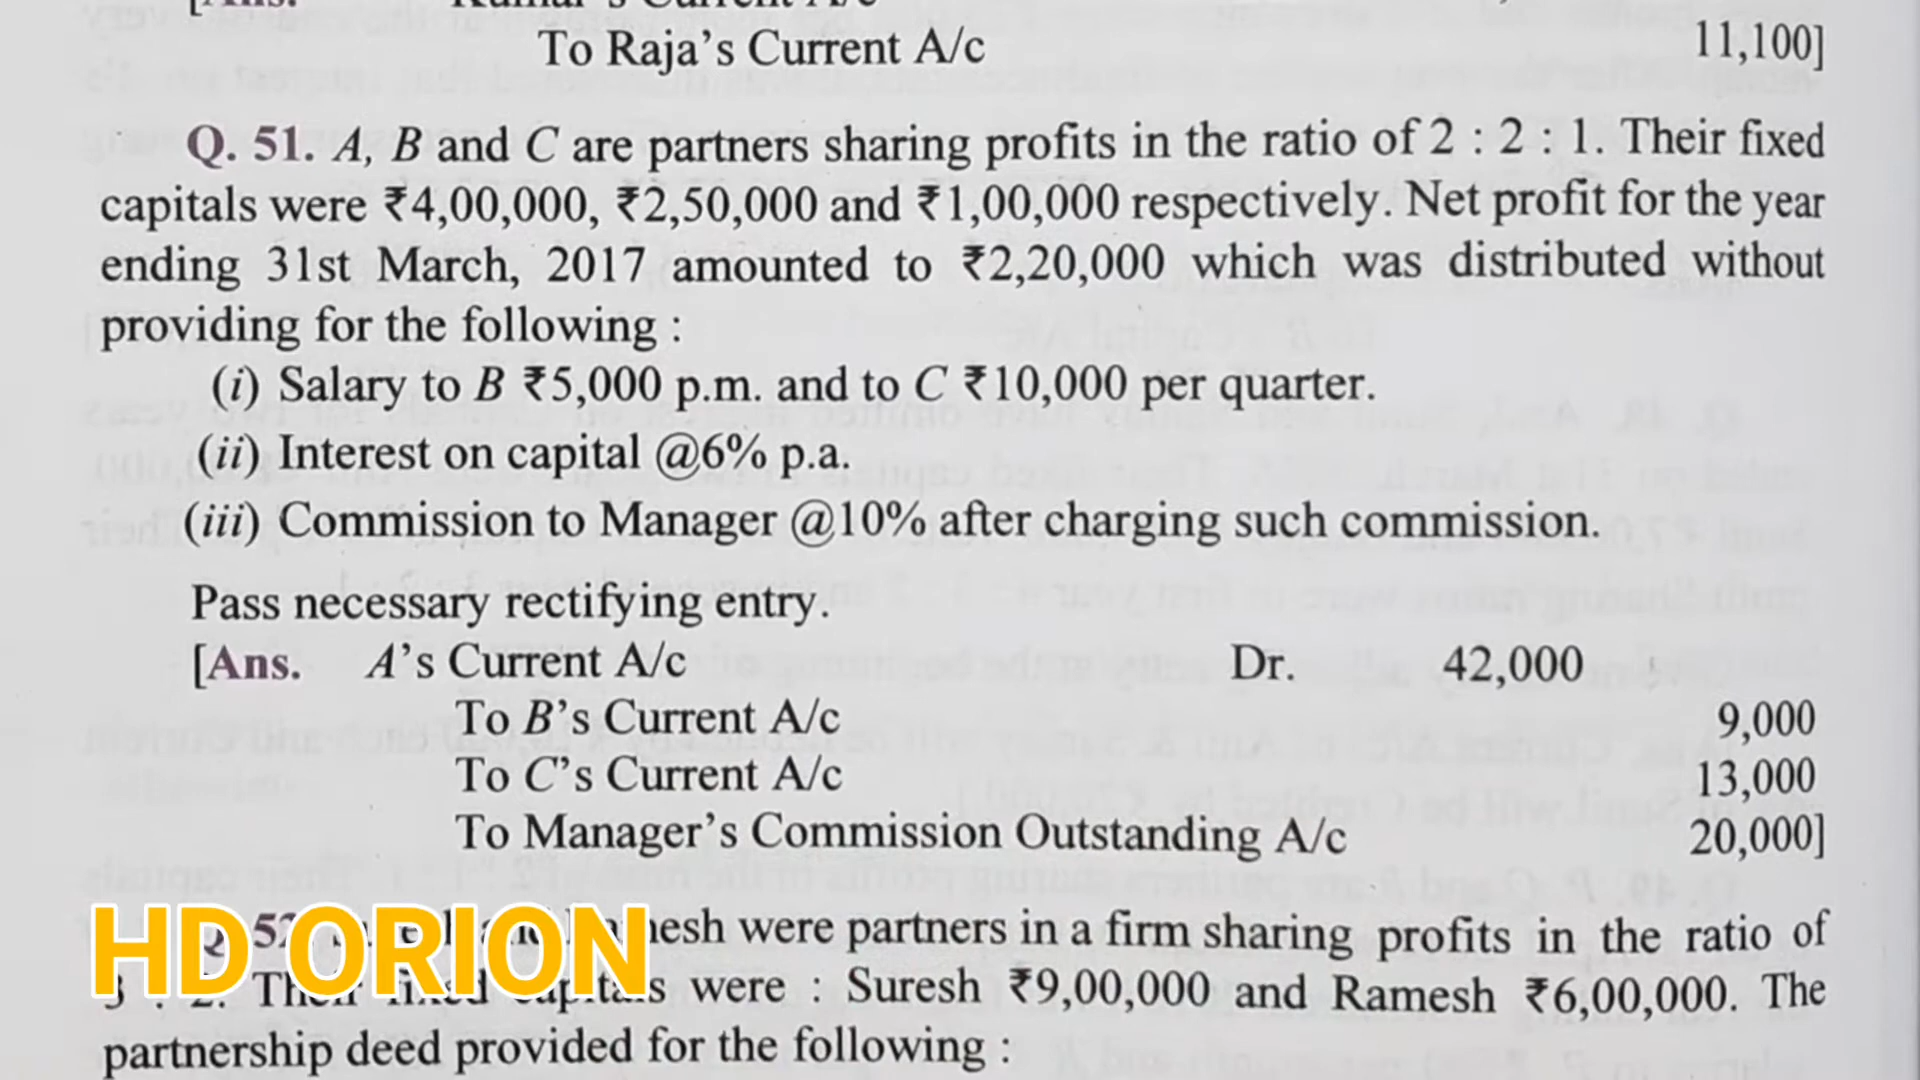 To Raja's Current A/c 11,100]
Q. 51. A, B and C are partners sharing profits in the ratio of 2 : 2 : 1. Their fixed
capitals were ₹4,00,000, ₹2,50,000 and ₹1,00,000 respectively. Net profit for the year
ending 31st March, 2017 amounted to ₹2,20,000 which was distributed without
providing for the following :
(i) Salary to B ₹5,000 p.m. and to C ₹10,000 per quarter.
(ii) Interest on capital @6% p.a.
(iii) Commission to Manager @10% after charging such commission.
Pass necessary rectifying entry.
[Ans. A's Current A/c Dr. 42,000
To B's Current A/c 9,000
To C's Current A/c 13,000
To Manager's Commission Outstanding A/c 20,000]
were partners in a firm sharing profits in the ratio of
HD ORION
were : Suresh ₹9,00,000 and Ramesh ₹6,00,000. The
partnership deed provided for the following :